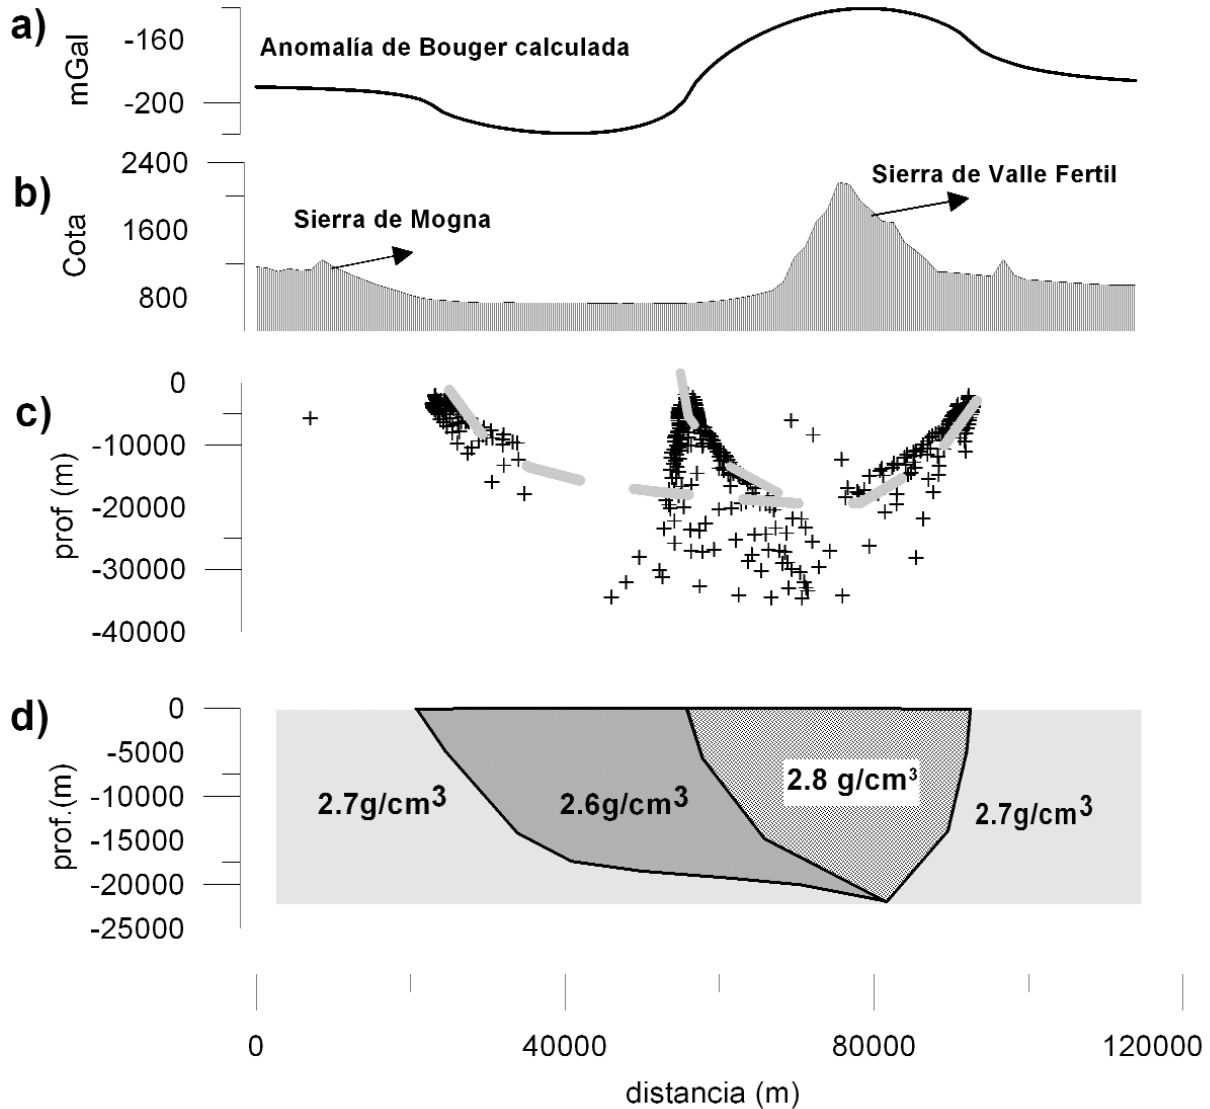 a)
mGal
-160
-200
Anomalía de Bouger calculada
b)
Cota
2400
1600
800
Sierra de Mogna
Sierra de Valle Fertil
c)
prof (m)
0
-10000
-20000
-30000
-40000
d)
prof.(m)
0
-5000
-10000
-15000
-20000
-25000
2.7g/cm³
2.6g/cm³
2.8 g/cm³
2.7g/cm³
0
40000
80000
120000
distancia (m)